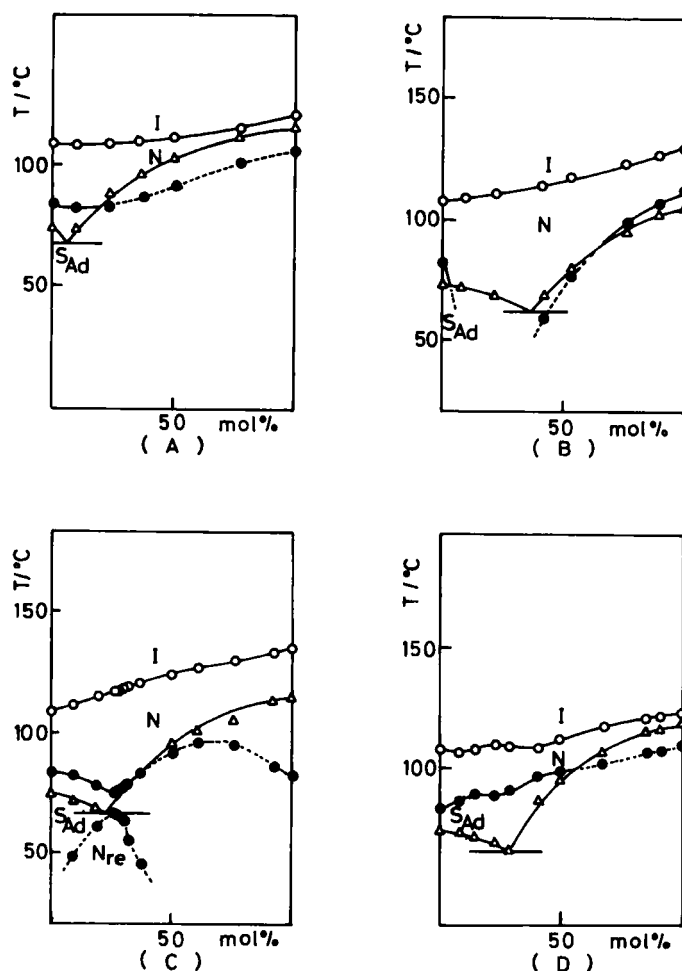 T/°C
I
N
100
S_Ad
50
50 mol%
( A )
T/°C
150
I
100
N
S_Ad
50
50 mol%
( B )
T/°C
150
I
N
100
S_Ad
N_re
50
50 mol%
( C )
T/°C
150
I
N
100
S_Ad
50 mol%
( D )